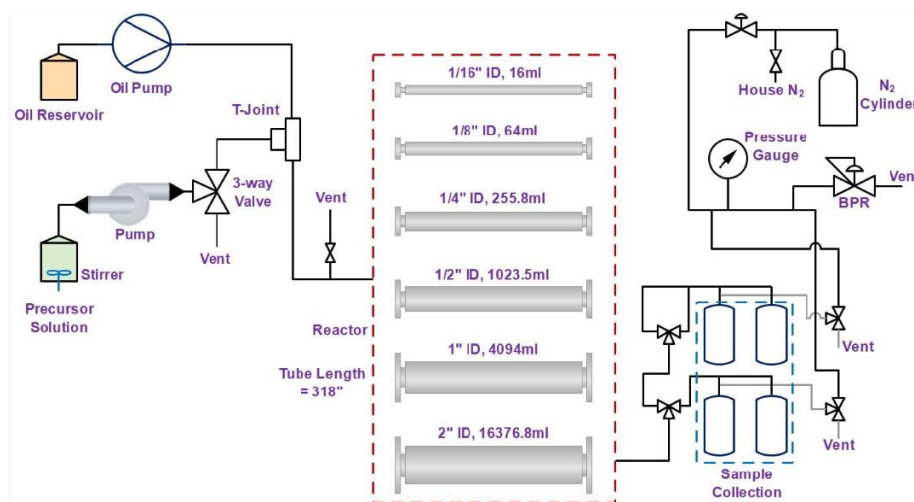 Oil Reservoir
Oil Pump
T-Joint
3-way
Valve
Pump
Vent
Stirrer
Precursor
Solution
Vent
Reactor
Tube Length
= 318"
1/16" ID, 16ml
1/8" ID, 64ml
1/4" ID, 255.8ml
1/2" ID, 1023.5ml
1" ID, 4094ml
2" ID, 16376.8ml
House N₂
N₂
Cylinder
Pressure
Gauge
BPR
Ven
Vent
Vent
Sample
Collection